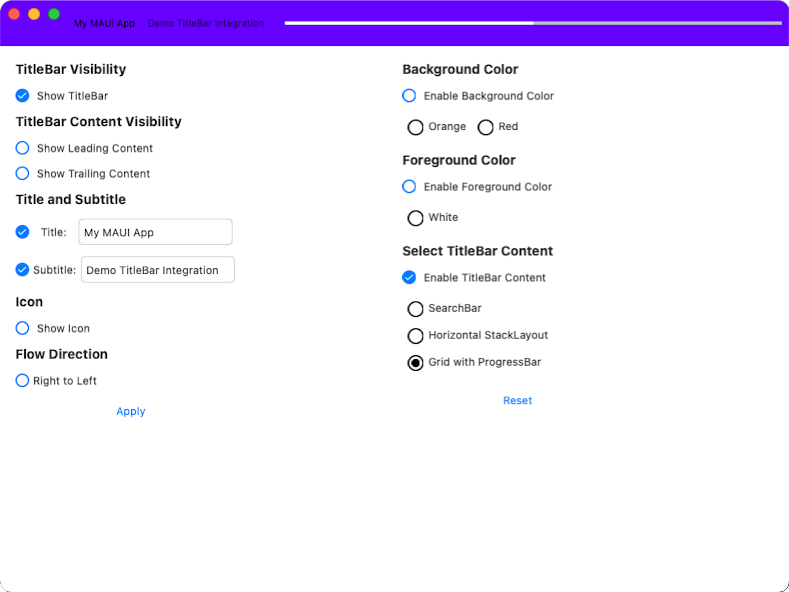 My MAUI App Demo TitleBar Integration
TitleBar Visibility
Show TitleBar
TitleBar Content Visibility
Show Leading Content
Show Trailing Content
Title and Subtitle
Title: My MAUI App
Subtitle: Demo TitleBar Integration
Icon
Show Icon
Flow Direction
Right to Left
Apply
Background Color
Enable Background Color
Orange Red
Foreground Color
Enable Foreground Color
White
Select TitleBar Content
Enable TitleBar Content
SearchBar
Horizontal StackLayout
Grid with ProgressBar
Reset